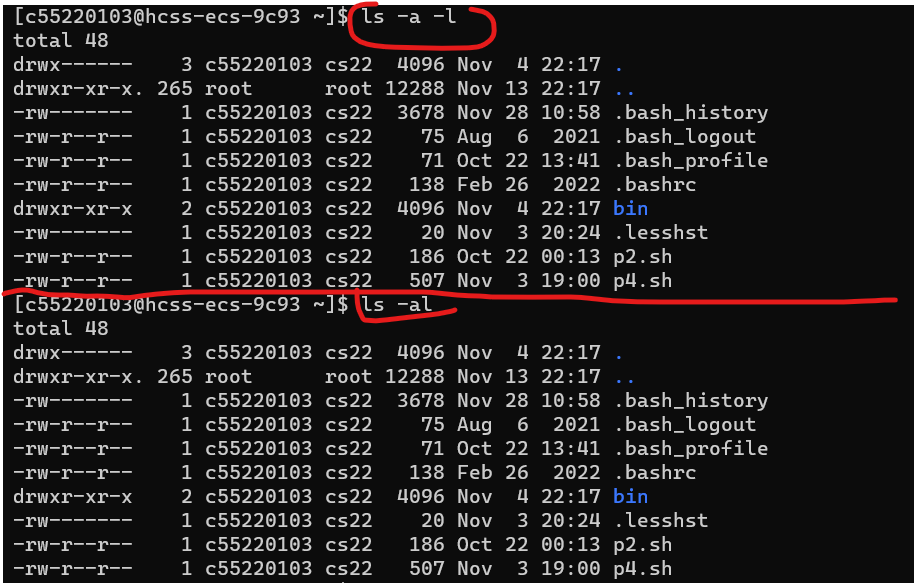 [c55220103@hcss-ecs-9c93 ~]$ ls -a -l
total 48
drwx------    3 c55220103 cs22  4096 Nov  4 22:17 .
drwxr-xr-x. 265 root      root 12288 Nov 13 22:17 ..
-rw-------    1 c55220103 cs22  3678 Nov 28 10:58 .bash_history
-rw-r--r--    1 c55220103 cs22    75 Aug  6  2021 .bash_logout
-rw-r--r--    1 c55220103 cs22    71 Oct 22 13:41 .bash_profile
-rw-r--r--    1 c55220103 cs22   138 Feb 26  2022 .bashrc
drwxr-xr-x    2 c55220103 cs22  4096 Nov  4 22:17 bin
-rw-------    1 c55220103 cs22    20 Nov  3 20:24 .lesshst
-rw-r--r--    1 c55220103 cs22   186 Oct 22 00:13 p2.sh
-rw-r--r--    1 c55220103 cs22   507 Nov  3 19:00 p4.sh
[c55220103@hcss-ecs-9c93 ~]$ ls -al
total 48
drwx------    3 c55220103 cs22  4096 Nov  4 22:17 .
drwxr-xr-x. 265 root      root 12288 Nov 13 22:17 ..
-rw-------    1 c55220103 cs22  3678 Nov 28 10:58 .bash_history
-rw-r--r--    1 c55220103 cs22    75 Aug  6  2021 .bash_logout
-rw-r--r--    1 c55220103 cs22    71 Oct 22 13:41 .bash_profile
-rw-r--r--    1 c55220103 cs22   138 Feb 26  2022 .bashrc
drwxr-xr-x    2 c55220103 cs22  4096 Nov  4 22:17 bin
-rw-------    1 c55220103 cs22    20 Nov  3 20:24 .lesshst
-rw-r--r--    1 c55220103 cs22   186 Oct 22 00:13 p2.sh
-rw-r--r--    1 c55220103 cs22   507 Nov  3 19:00 p4.sh